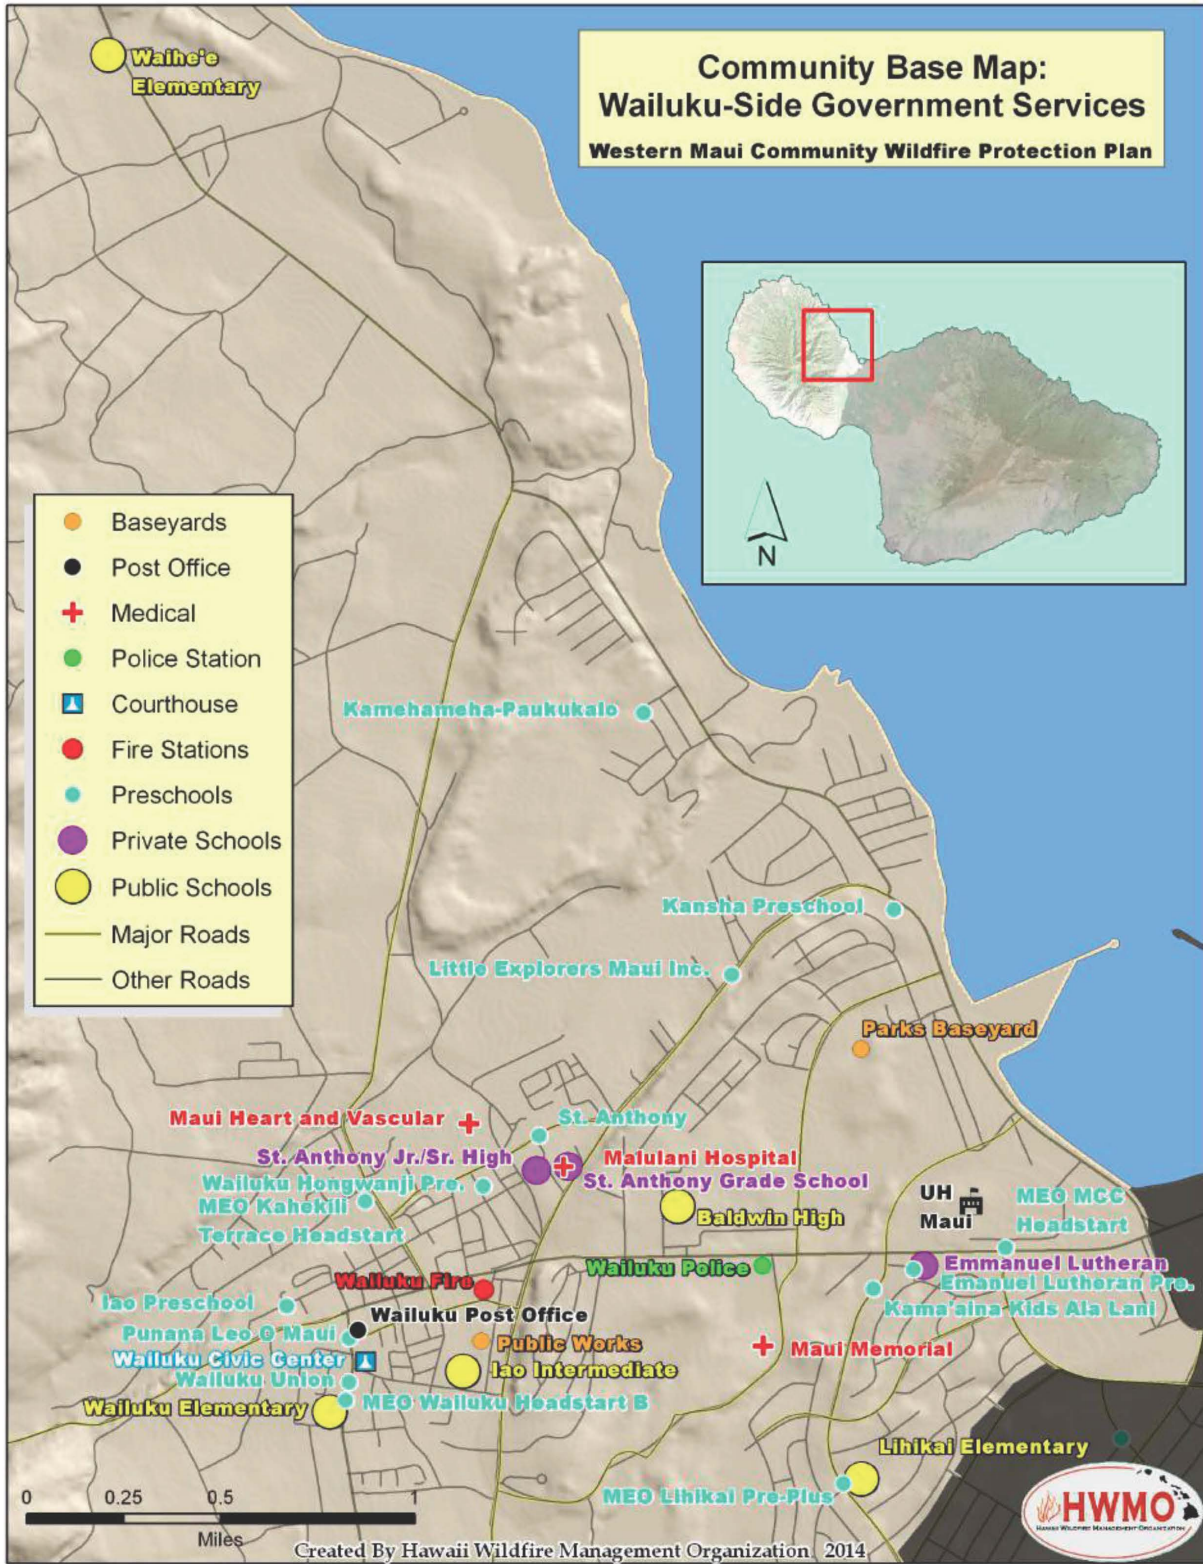 Waihe'e
Elementary
Community Base Map:
Wailuku-Side Government Services
Western Maui Community Wildfire Protection Plan
N
Baseyards
Post Office
Medical
Police Station
Courthouse
Fire Stations
Preschools
Private Schools
Public Schools
Major Roads
Other Roads
Kamehameha-Paukukalo
Kansha Preschool
Little Explorers Maui Inc.
Parks Baseyard
Maui Heart and Vascular
St. Anthony
St. Anthony Jr./Sr. High
Malulani Hospital
St. Anthony Grade School
Wailuku Hongwanji Pre.
MEO Kahekili
Terrace Headstart
Baldwin High
UH
Maui
MEO MCC
Headstart
Wailuku Police
Emmanuel Lutheran
Emanuel Lutheran Pre.
Kama'aina Kids Ala Lani
Wailuku Fire
Iao Preschool
Wailuku Post Office
Punana Leo O Maui
Public Works
Wailuku Civic Center
Iao Intermediate
Maui Memorial
Wailuku Union
MEO Wailuku Headstart B
Wailuku Elementary
Lihikai Elementary
MEO Lihikai Pre-Plus
0 0.25 0.5 1
Miles
HWMO
Hawaii Wildfire Management Organization
Created By Hawaii Wildfire Management Organization 2014